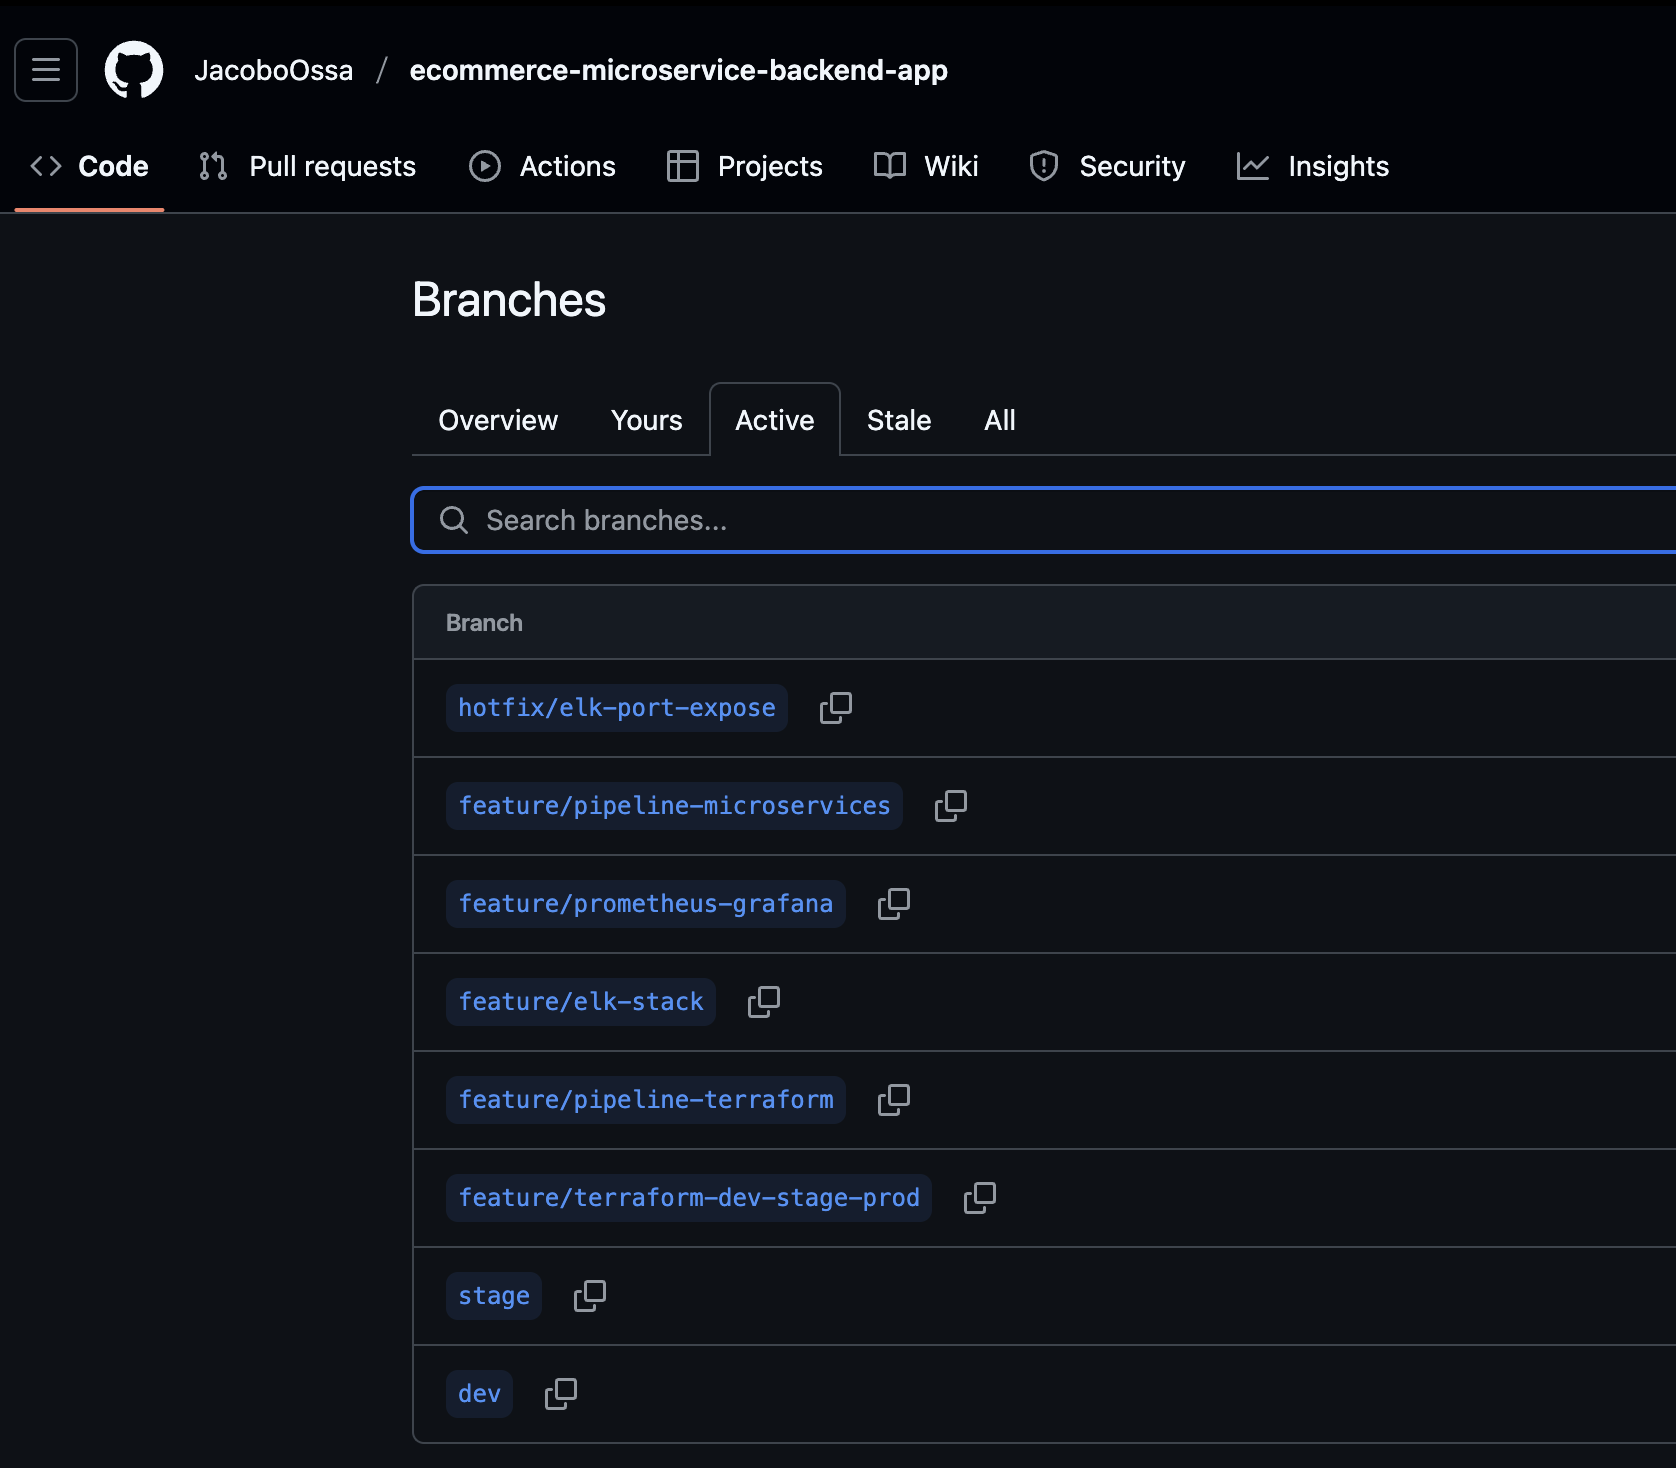 JacoboOssa / ecommerce-microservice-backend-app
Code Pull requests Actions Projects Wiki Security Insights
Branches
Overview Yours Active Stale All
Search branches...
Branch
hotfix/elk-port-expose
feature/pipeline-microservices
feature/prometheus-grafana
feature/elk-stack
feature/pipeline-terraform
feature/terraform-dev-stage-prod
stage
dev